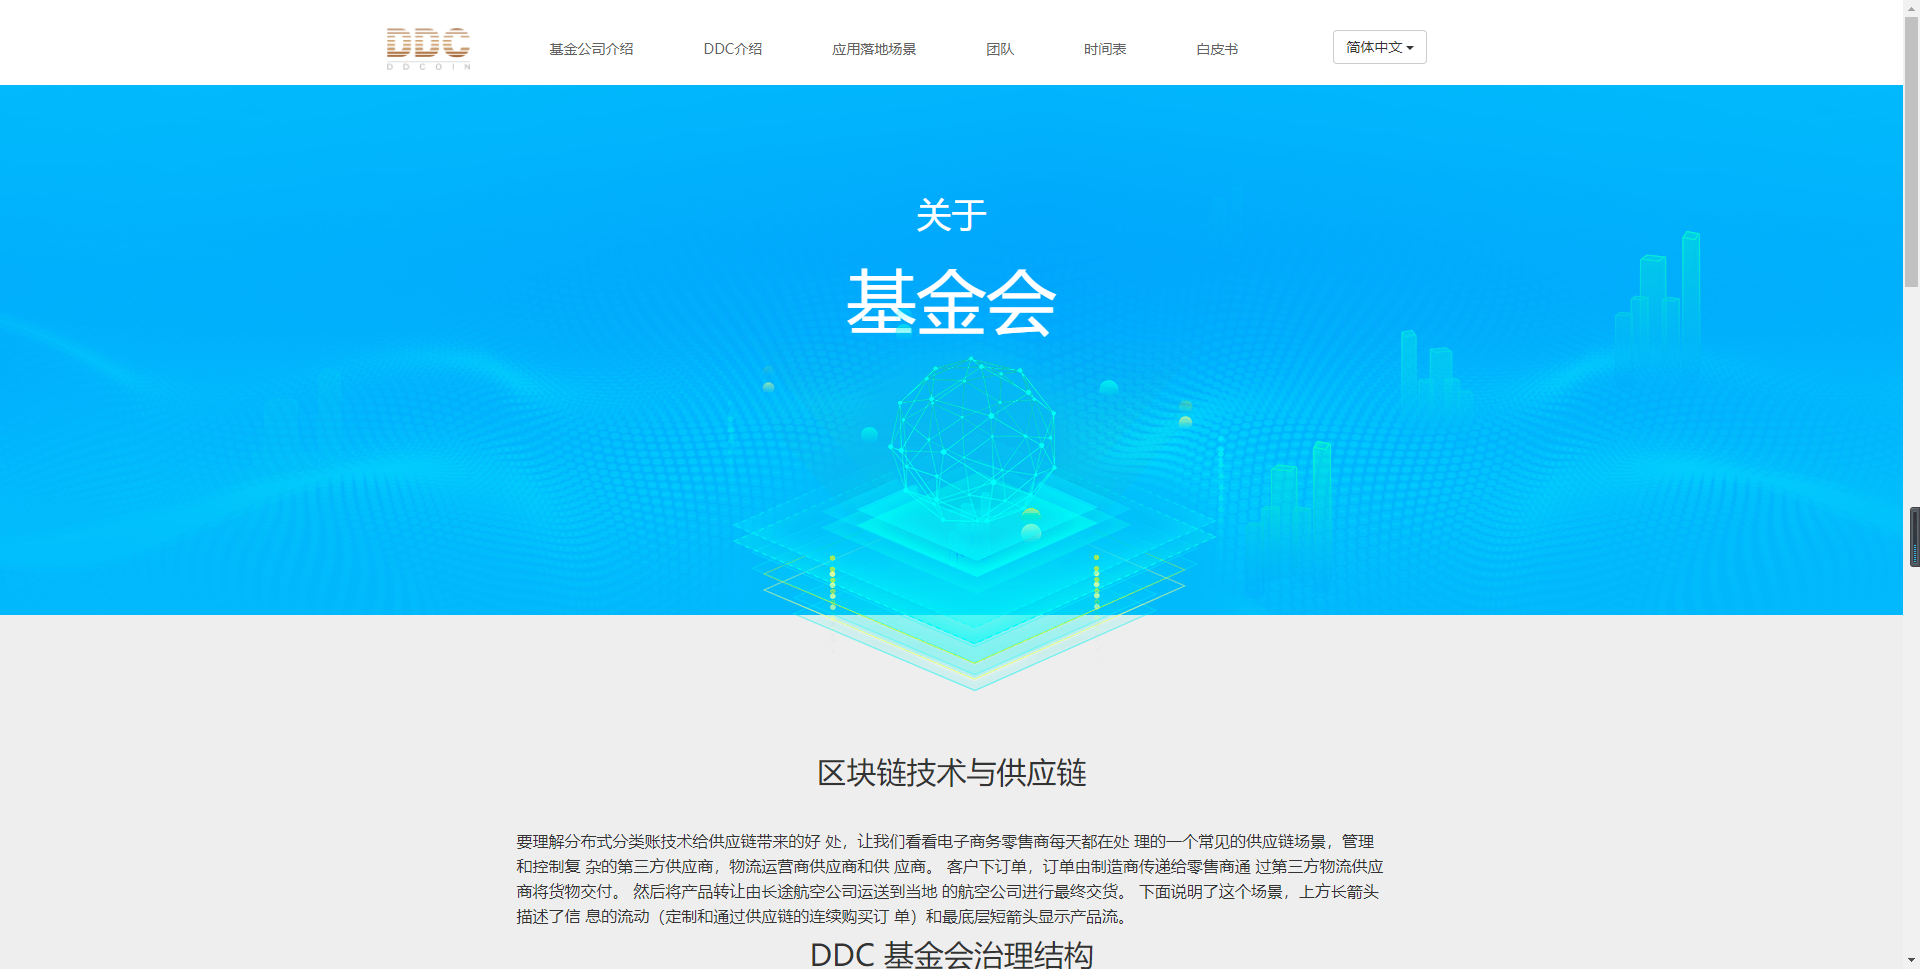 DDC
DDCOIN
基金公司介绍
DDC介绍
应用落地场景
团队
时间表
白皮书
简体中文
关于
基金会
区块链技术与供应链
要理解分布式分类账技术给供应链带来的好 处，让我们看看电子商务零售商每天都在处 理的一个常见的供应链场景，管理
和控制复 杂的第三方供应商，物流运营商供应商和供 应商。 客户下订单，订单由制造商传递给零售商通 过第三方物流供应
商将货物交付。 然后将产品转让由长途航空公司运送到当地 的航空公司进行最终交货。 下面说明了这个场景，上方长箭头
描述了信 息的流动（定制和通过供应链的连续购买订 单）和最底层短箭头显示产品流。
DDC 基金会治理结构